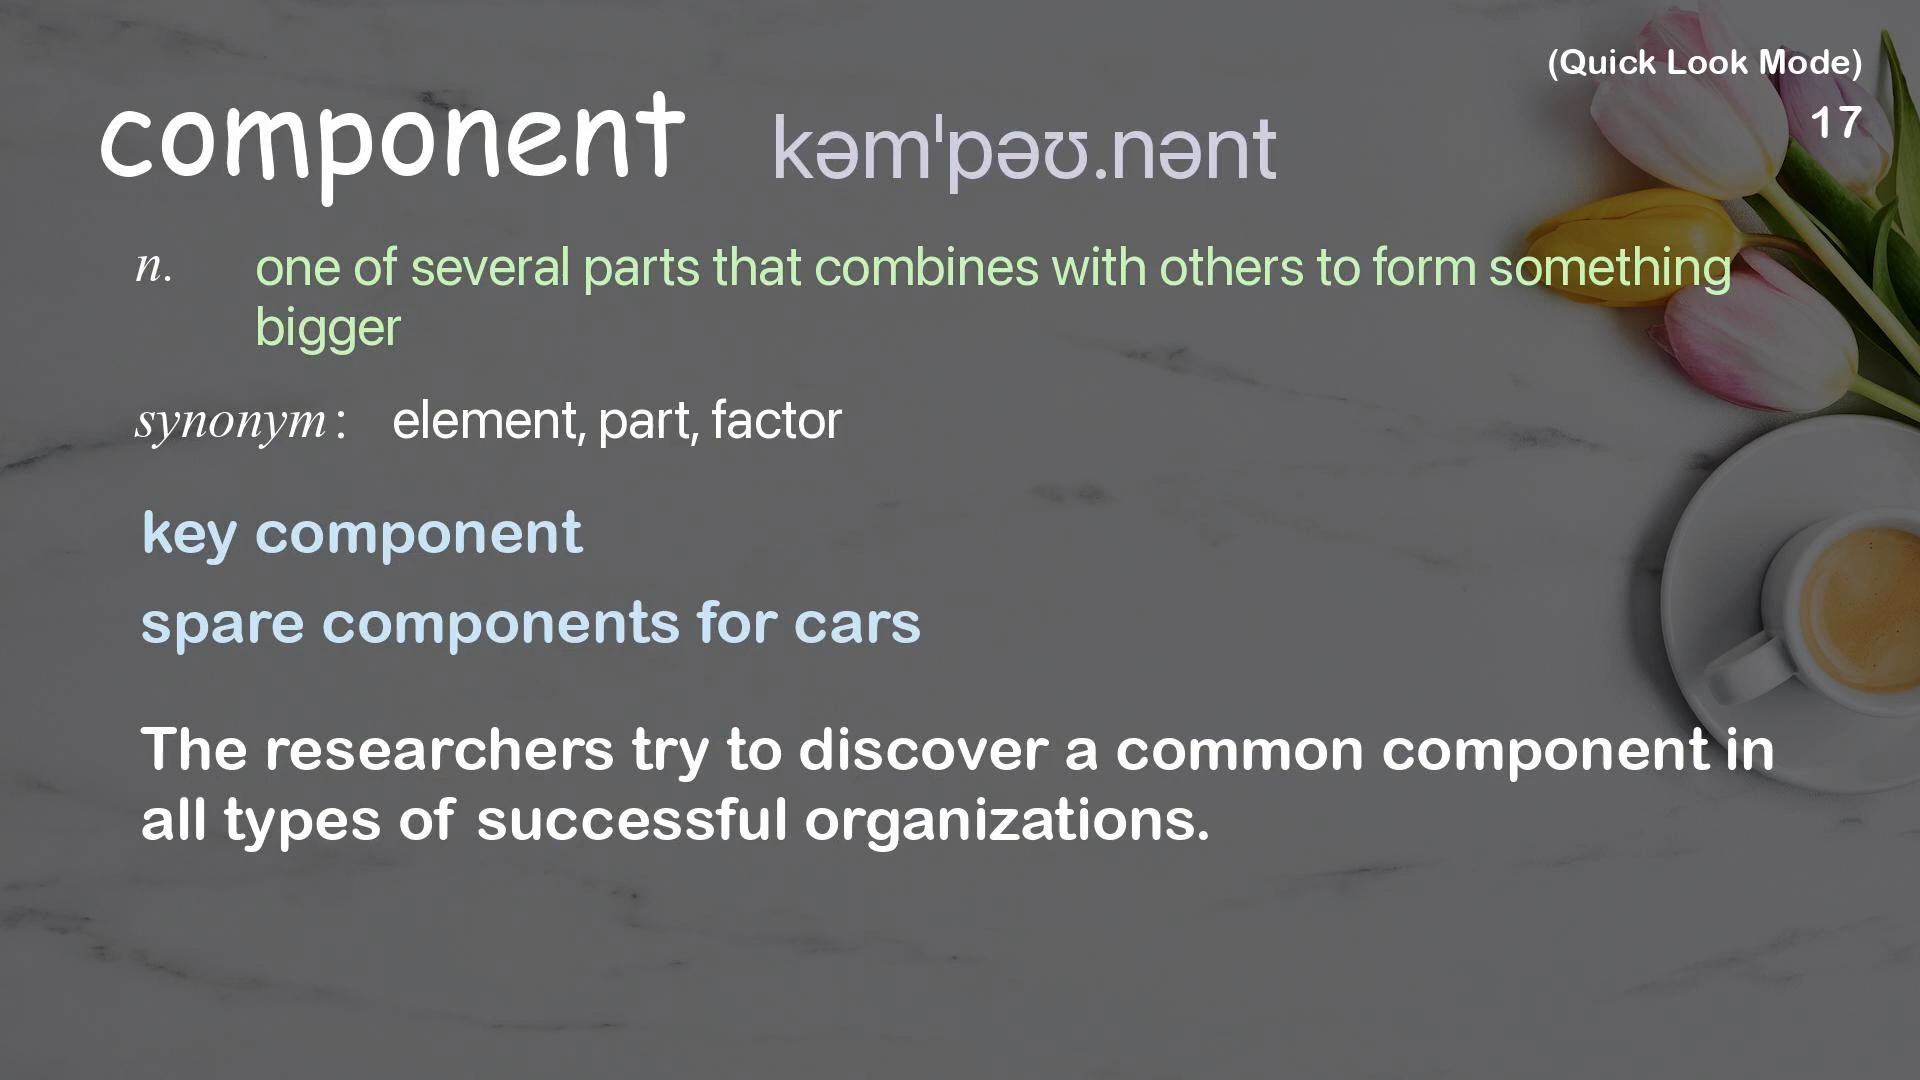 (Quick Look Mode)
17
component kəmˈpəʊ.nənt
n. one of several parts that combines with others to form something
bigger
synonym: element, part, factor
key component
spare components for cars
The researchers try to discover a common component in
all types of successful organizations.